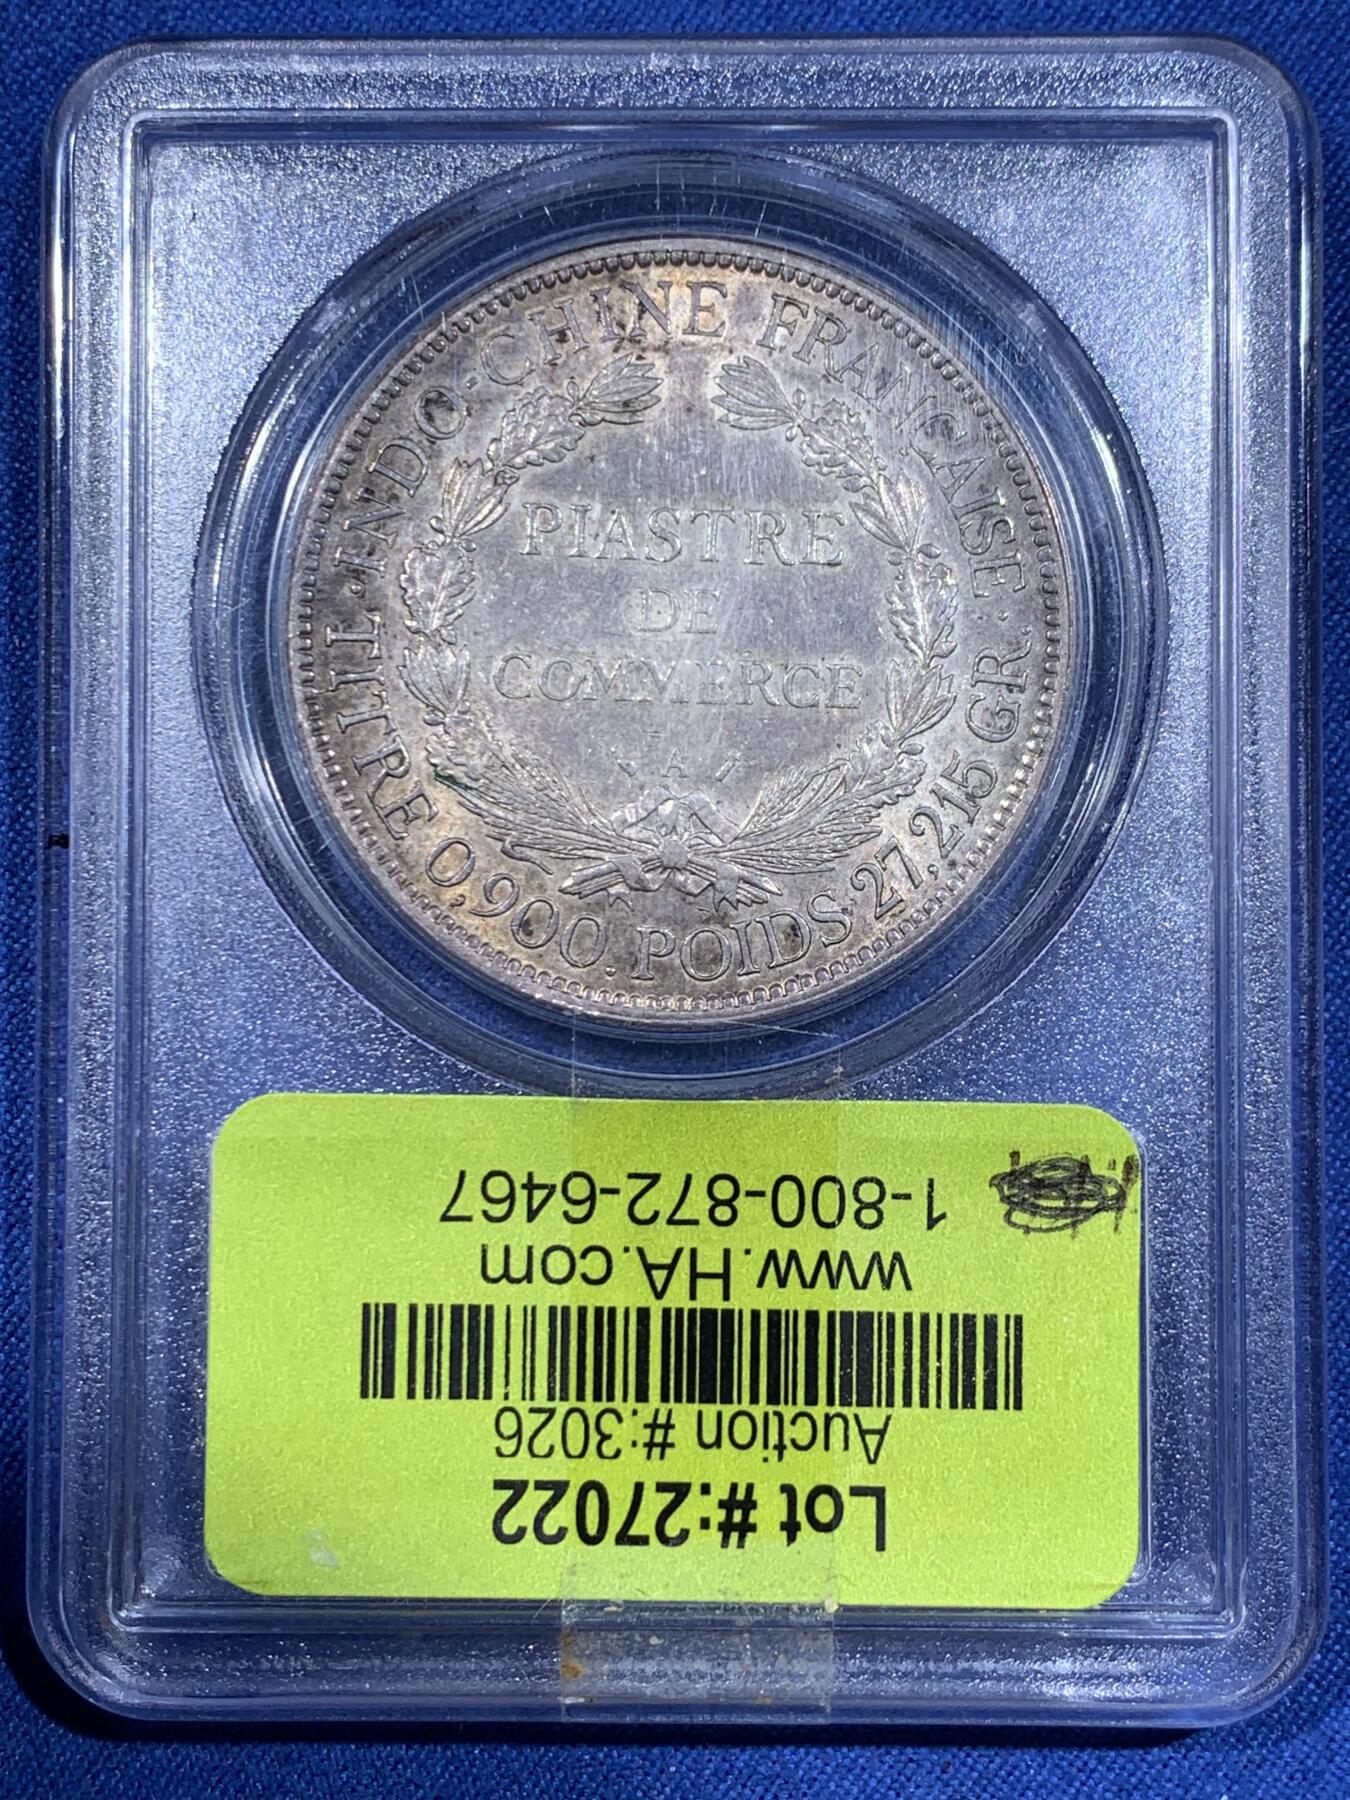 INDO-CHINE FRANÇAISE.
PIASTRE
DE
COMMERCE
A
TITRE 0,900. POIDS 27,215 GR.
Lot #:27022
Auction #:3026
www.HA.com
1-800-872-6467